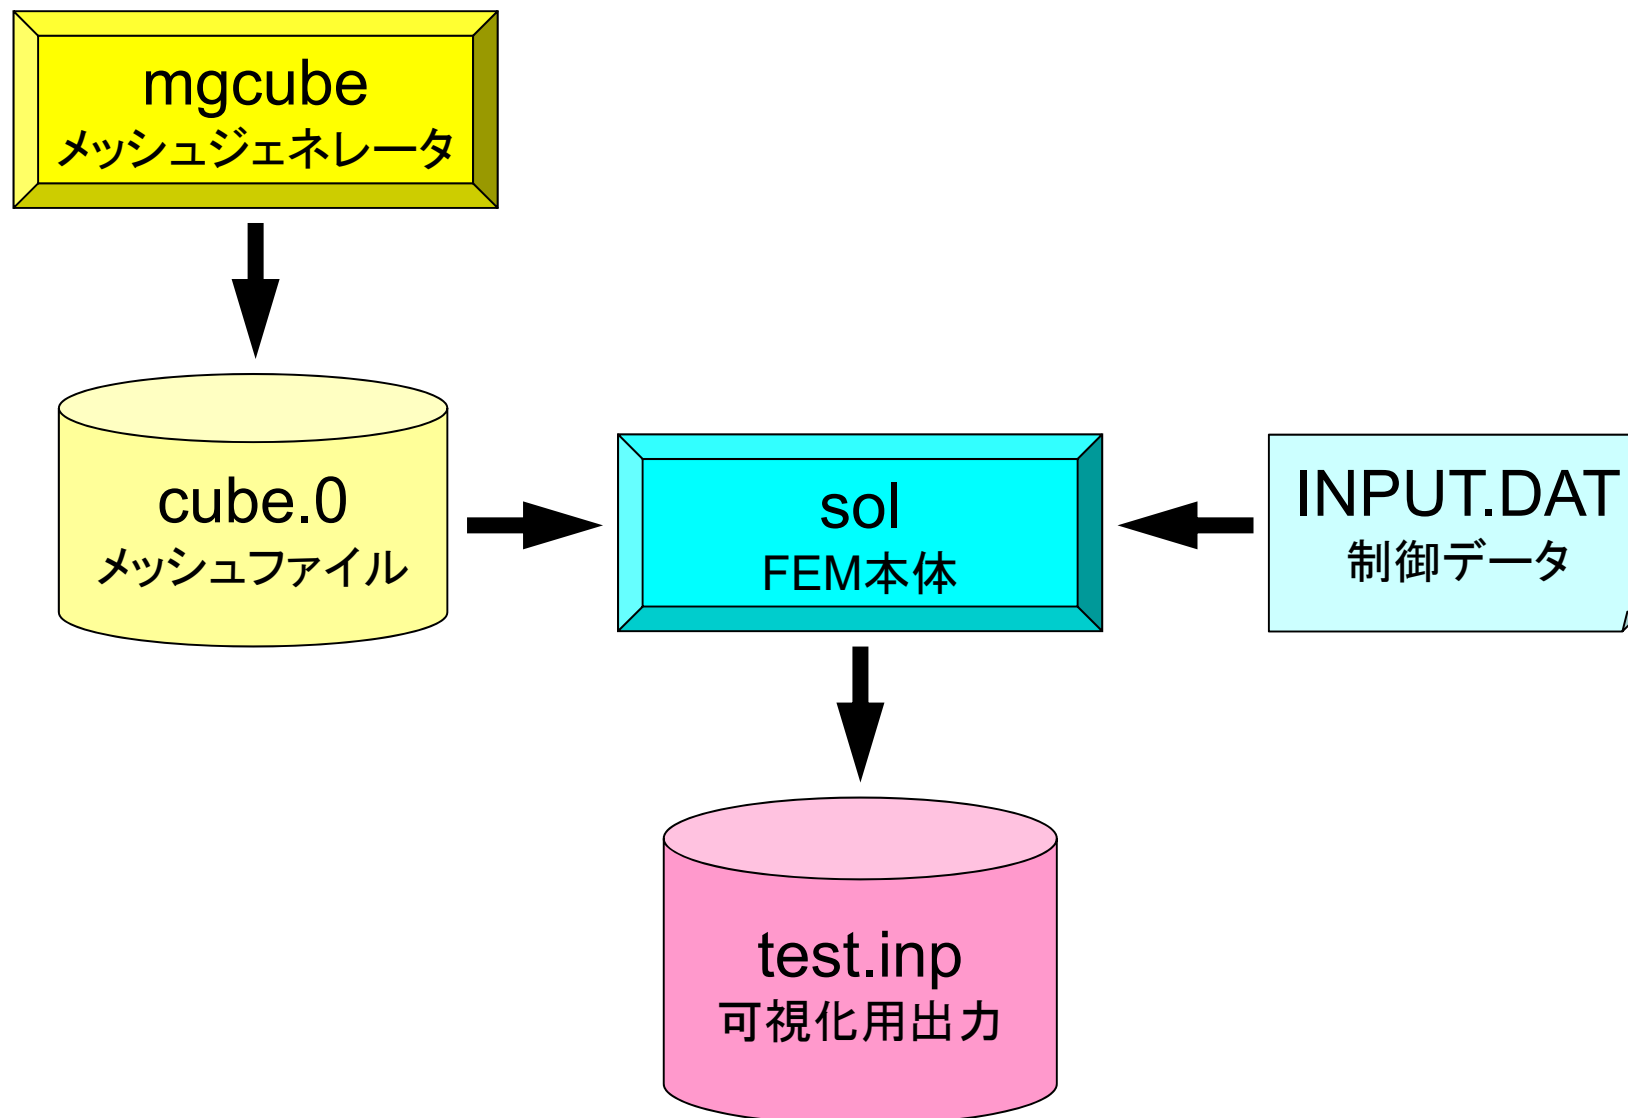 mgcube
メッシュジェネレータ
cube.0
メッシュファイル
sol
FEM本体
INPUT.DAT
制御データ
test.inp
可視化用出力